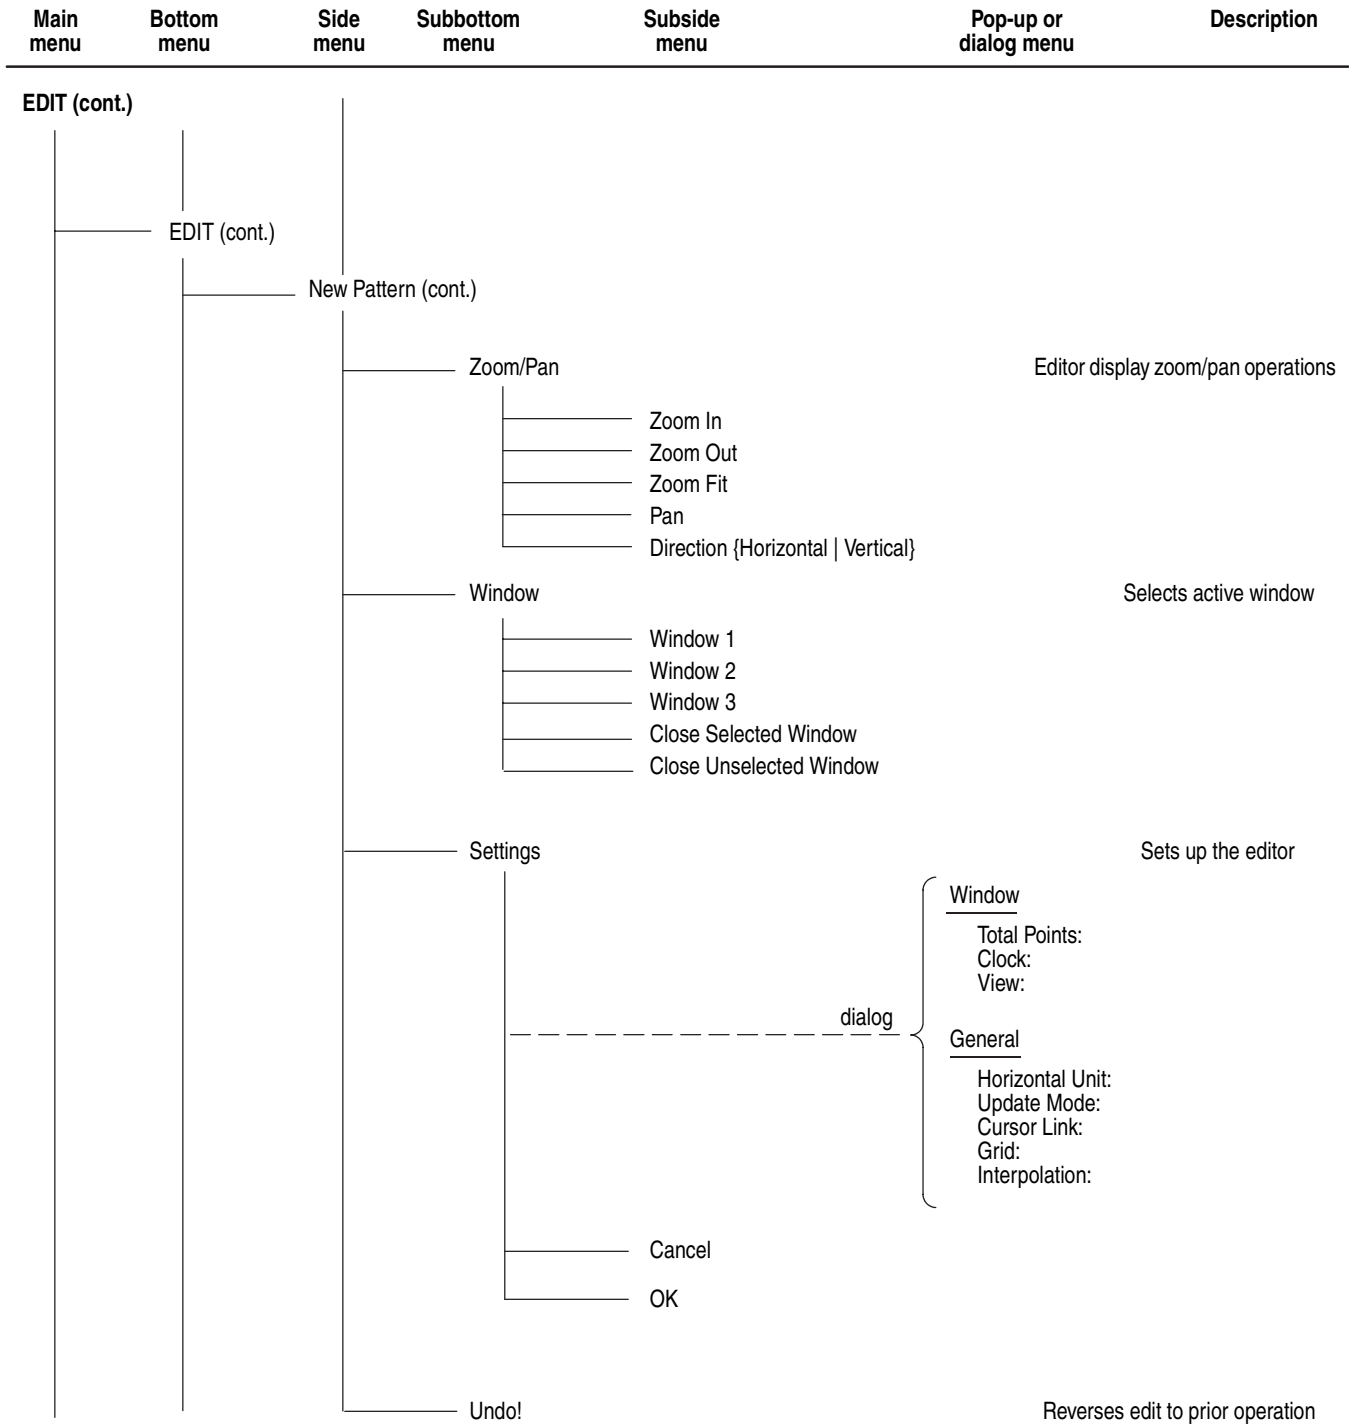 Main menu
Bottom menu
Side menu
Subbottom menu
Subside menu
Pop-up or dialog menu
Description
EDIT (cont.)
EDIT (cont.)
New Pattern (cont.)
Zoom/Pan
Editor display zoom/pan operations
Zoom In
Zoom Out
Zoom Fit
Pan
Direction {Horizontal | Vertical}
Window
Selects active window
Window 1
Window 2
Window 3
Close Selected Window
Close Unselected Window
Settings
Sets up the editor
Window
Total Points:
Clock:
View:
dialog
General
Horizontal Unit:
Update Mode:
Cursor Link:
Grid:
Interpolation:
Cancel
OK
Undo!
Reverses edit to prior operation